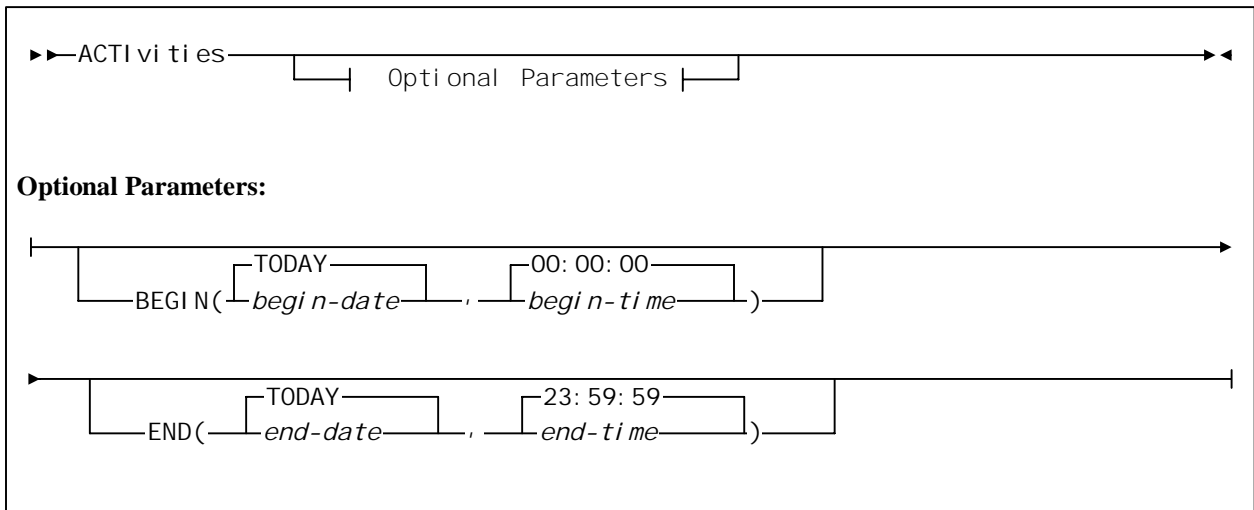 ACTIvities
Optional Parameters
Optional Parameters:
TODAY 00:00:00
BEGIN( begin-date , begin-time )
TODAY 23:59:59
END( end-date , end-time )